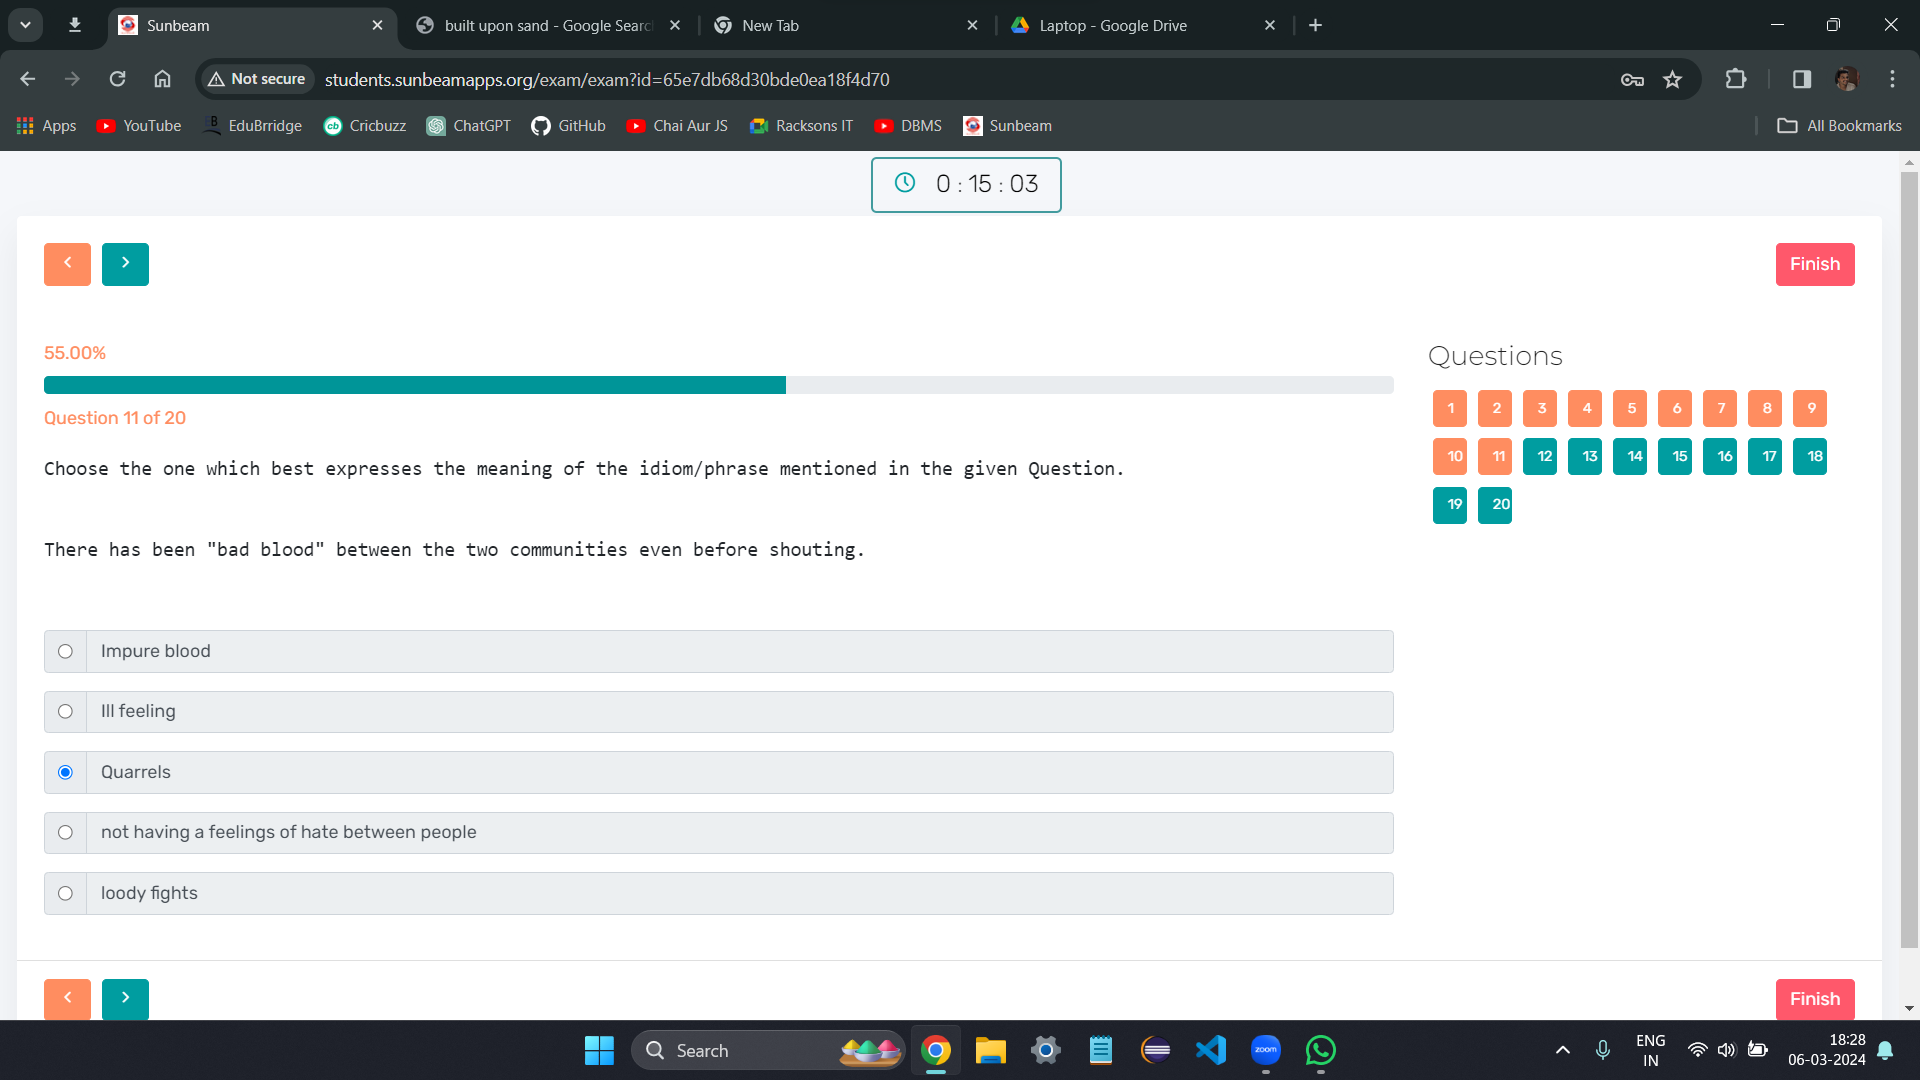 Sunbeam
built upon sand - Google Searc
New Tab
Laptop - Google Drive
Not secure
students.sunbeamapps.org/exam/exam?id=65e7db68d30bde0ea18f4d70
Apps
YouTube
EduBrridge
Cricbuzz
ChatGPT
GitHub
Chai Aur JS
Racksons IT
DBMS
Sunbeam
All Bookmarks
0 : 15 : 03
Finish
55.00%
Question 11 of 20
Choose the one which best expresses the meaning of the idiom/phrase mentioned in the given Question.
There has been "bad blood" between the two communities even before shouting.
Impure blood
Ill feeling
Quarrels
not having a feelings of hate between people
loody fights
Questions
1 2 3 4 5 6 7 8 9
10 11 12 13 14 15 16 17 18
19 20
Finish
Search
zoom
ENG
IN
18:28
06-03-2024